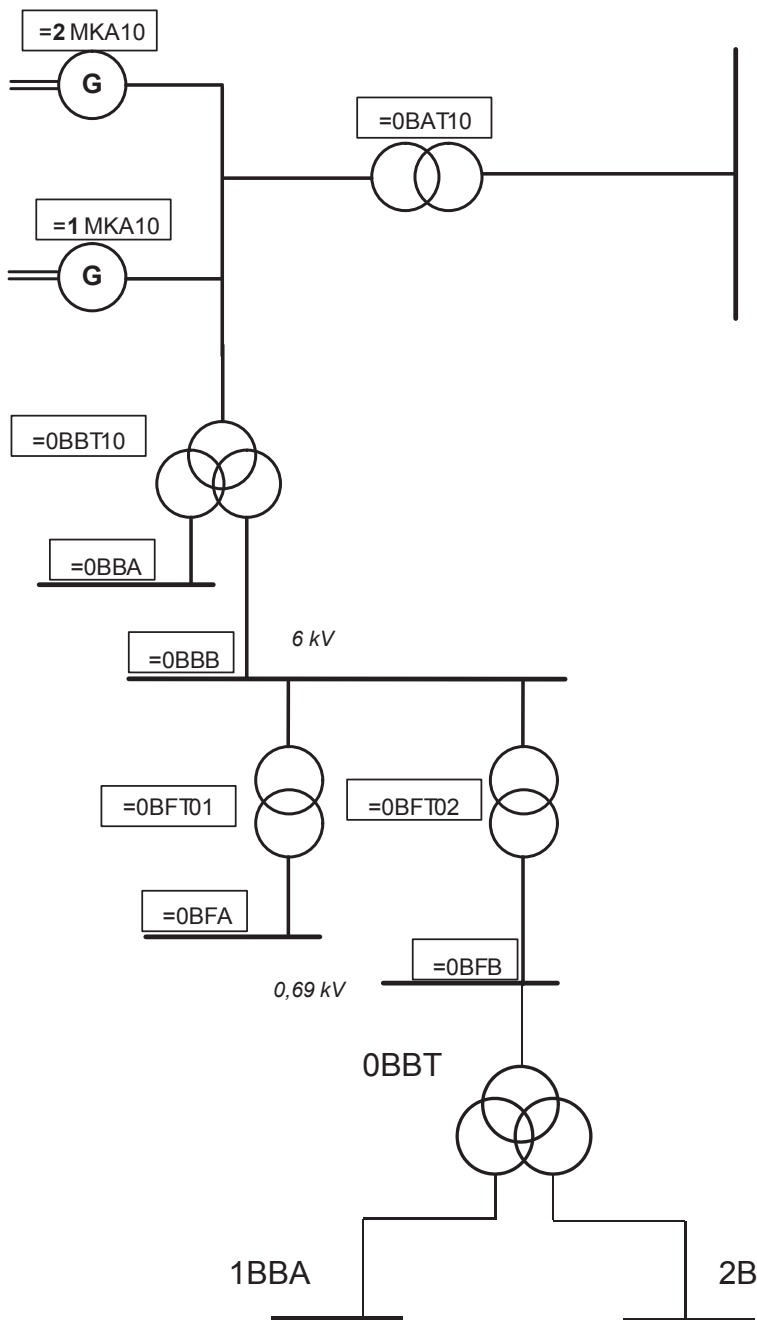 =2 MKA10
G
=0BAT10
=1 MKA10
G
=0BBT10
=0BBA
6 kV
=0BBB
=0BFT01
=0BFT02
=0BFA
=0BFB
0,69 kV
0BBT
1BBA
2B